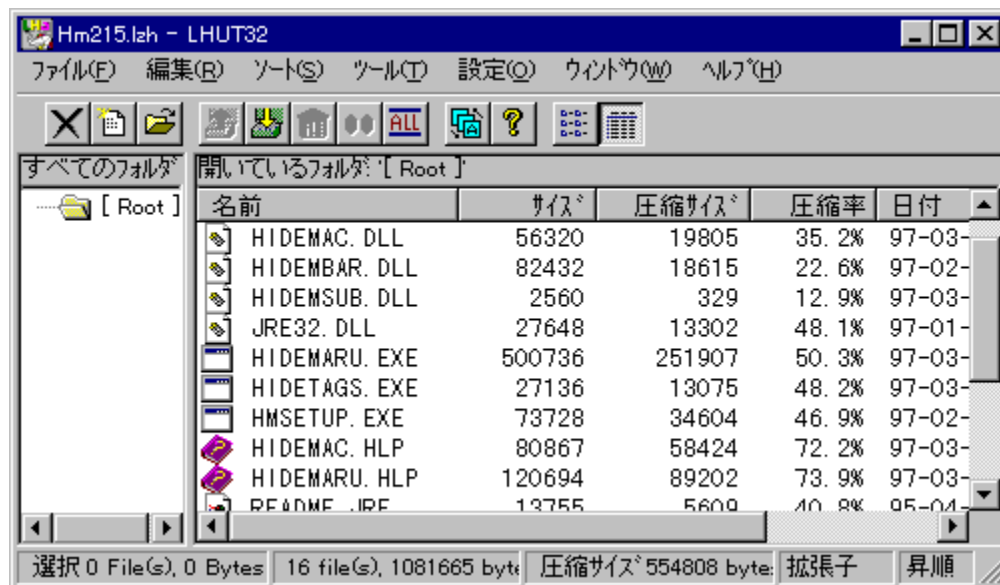 Hm215.lzh - LHUT32
ファイル(F) 編集(R) ソート(S) ツール(T) 設定(O) ウィンドウ(W) ヘルプ(H)
ALL
すべてのフォルダ 開いているフォルダ: '[ Root ]'
[ Root ]
名前 サイズ 圧縮サイズ 圧縮率 日付
HIDEMAC. DLL 56320 19805 35. 2% 97-03-
HIDEMBAR. DLL 82432 18615 22. 6% 97-02-
HIDEMSUB. DLL 2560 329 12. 9% 97-03-
JRE32. DLL 27648 13302 48. 1% 97-01-
HIDEMARU. EXE 500736 251907 50. 3% 97-03-
HIDETAGS. EXE 27136 13075 48. 2% 97-03-
HMSETUP. EXE 73728 34604 46. 9% 97-02-
HIDEMAC. HLP 80867 58424 72. 2% 97-03-
HIDEMARU. HLP 120694 89202 73. 9% 97-03-
README. JRE 13755 5609 40. 8% 95-04-
選択 0 File(s), 0 Bytes 16 file(s), 1081665 byte 圧縮サイズ 554808 byte 拡張子 昇順